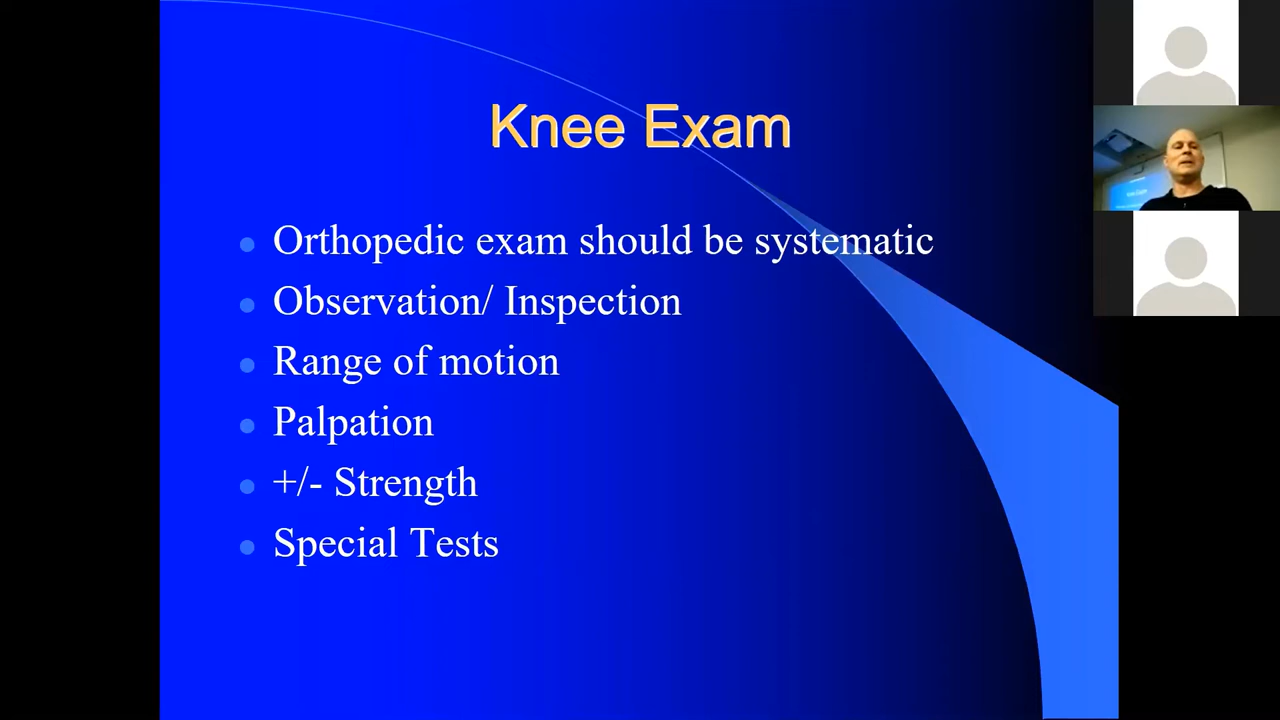 Knee Exam
Orthopedic exam should be systematic
Observation/ Inspection
Range of motion
Palpation
+/- Strength
Special Tests